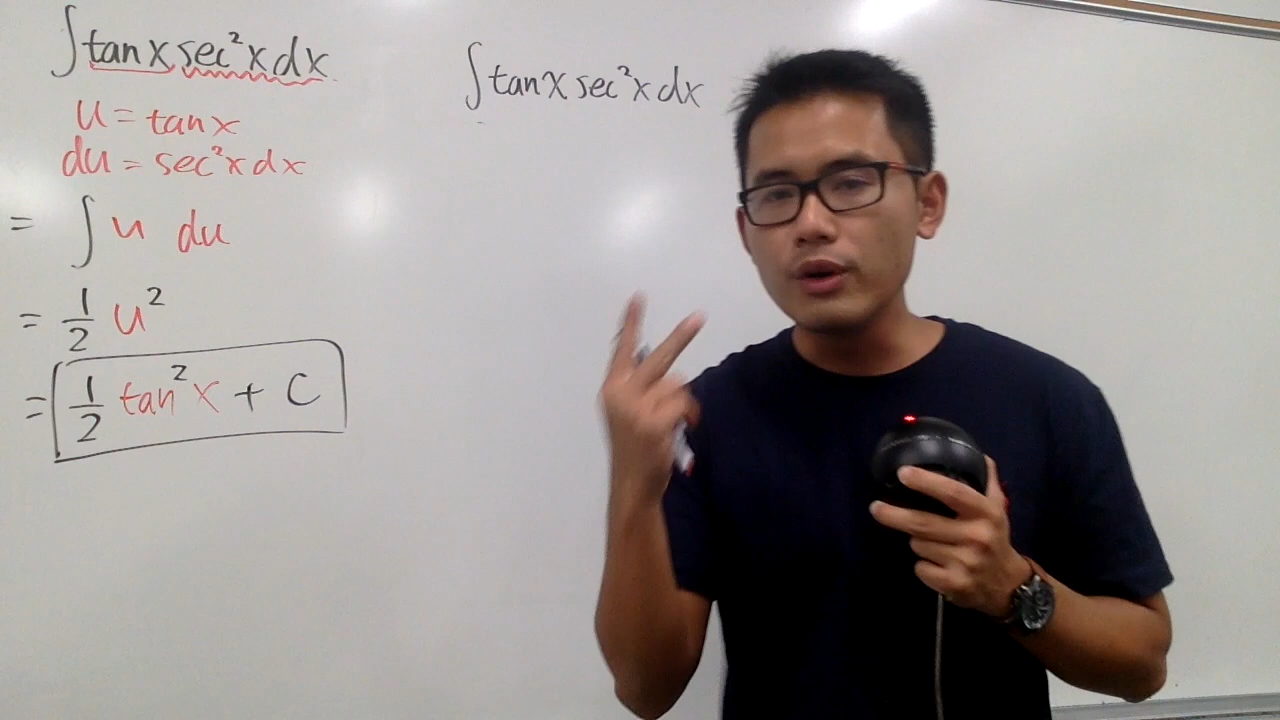 ∫tan x sec²x dx
u = tan x
du = sec²x dx
= ∫ u du
= 1/2 u²
= 1/2 tan²x + C
∫tan x sec²x dx